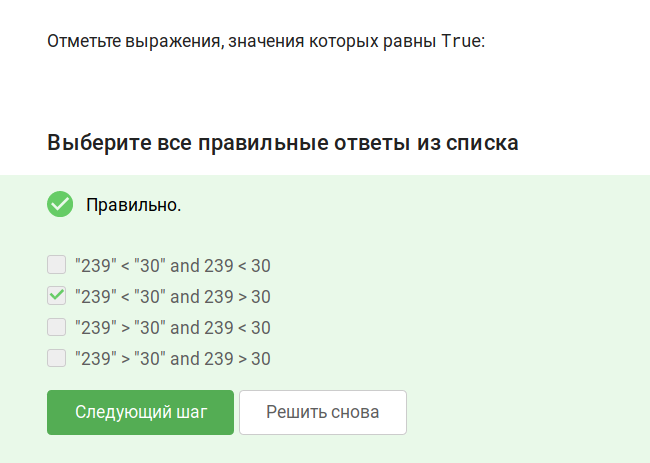 Отметьте выражения, значения которых равны True:
Выберите все правильные ответы из списка
Правильно.
"239" < "30" and 239 < 30
"239" < "30" and 239 > 30
"239" > "30" and 239 < 30
"239" > "30" and 239 > 30
Следующий шаг Решить снова